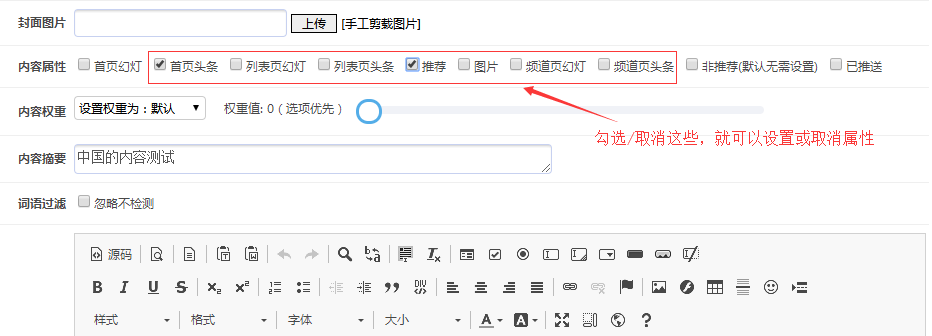 封面图片 上传 [手工剪载图片]
内容属性 首页幻灯 首页头条 列表页幻灯 列表页头条 推荐 图片 频道页幻灯 频道页头条 非推荐(默认无需设置) 已推送
内容权重 设置权重为：默认 权重值: 0（选项优先）
勾选/取消这些，就可以设置或取消属性
内容摘要 中国的内容测试
词语过滤 忽略不检测
源码
B I U S x₂ x² DIV
样式 格式 字体 大小 A A ?